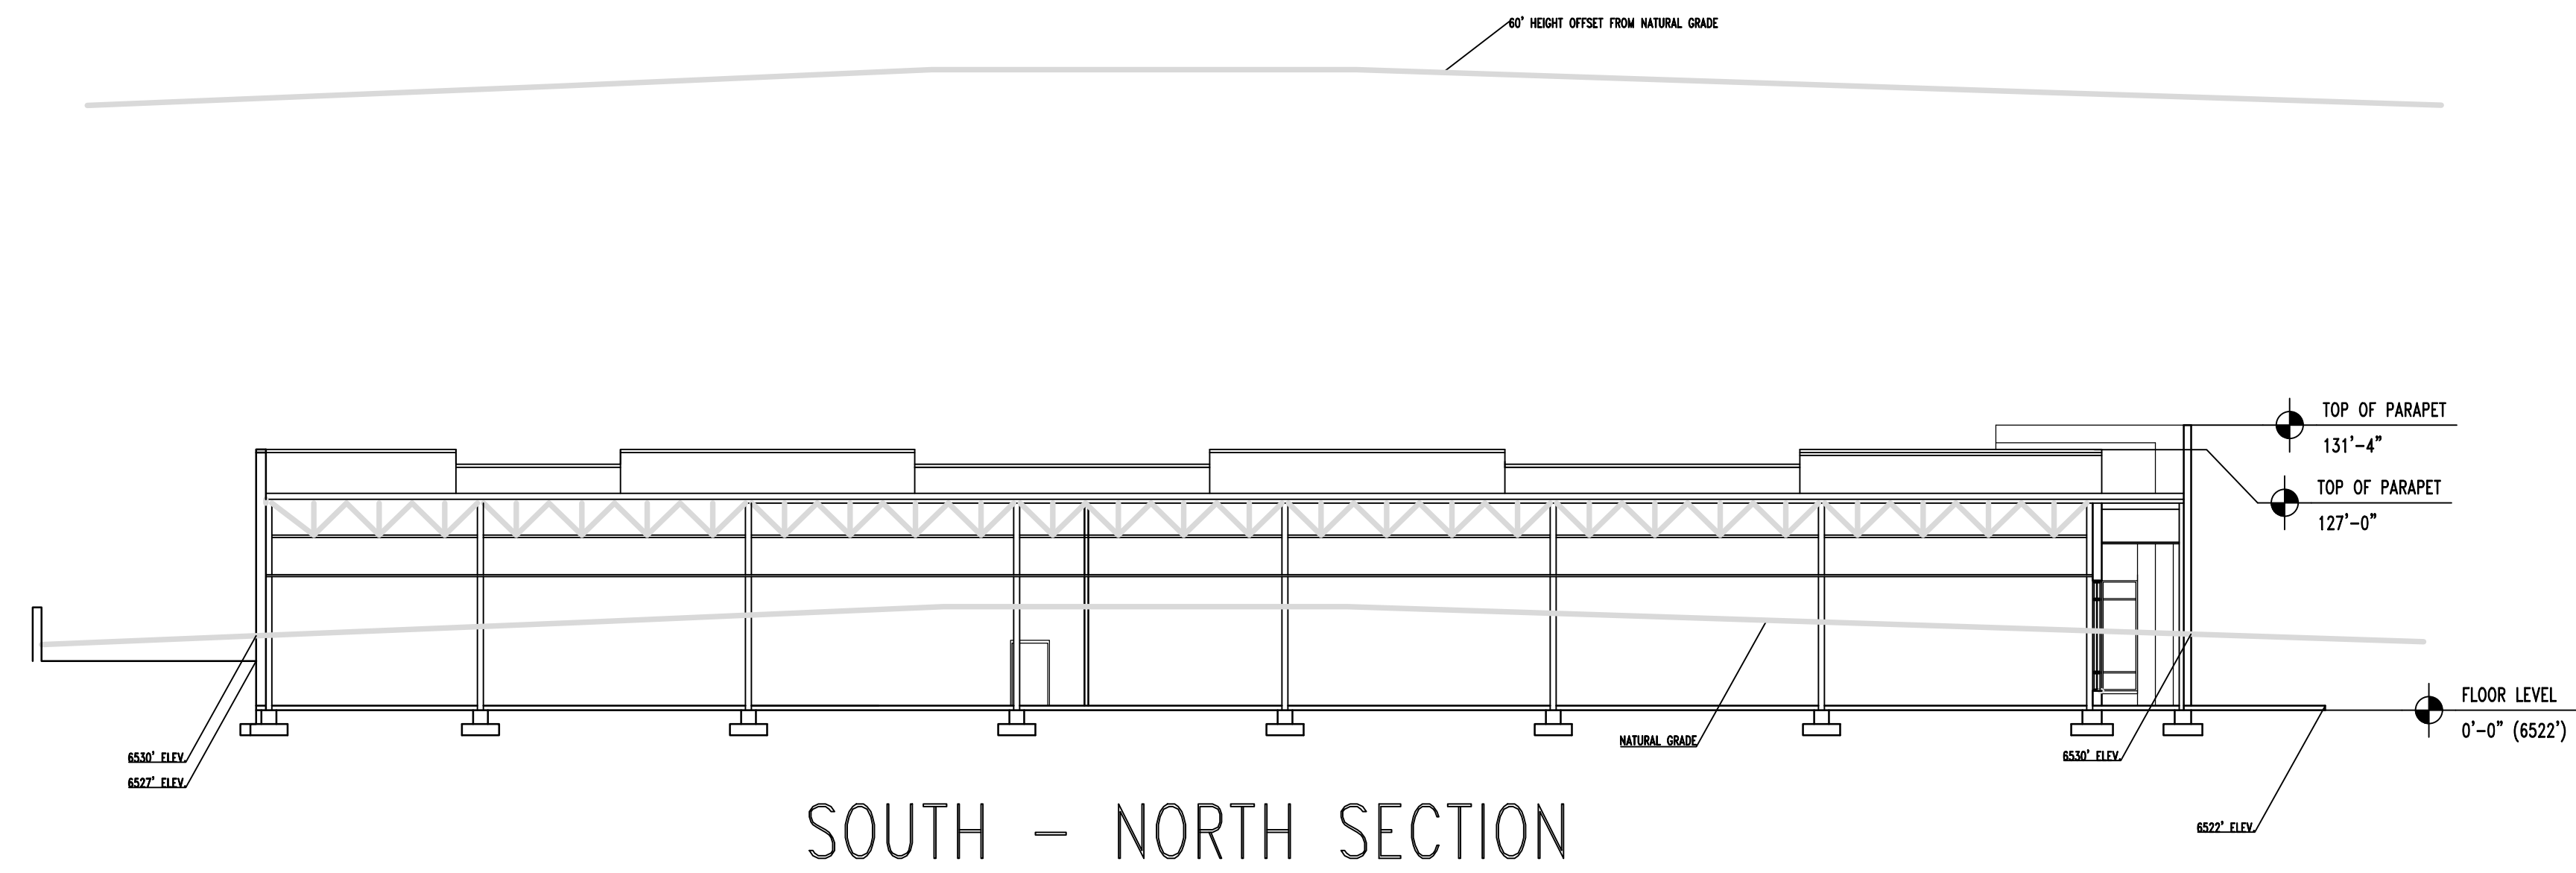 60' HEIGHT OFFSET FROM NATURAL GRADE
TOP OF PARAPET
131'-4"
TOP OF PARAPET
127'-0"
FLOOR LEVEL
0'-0" (6522')
NATURAL GRADE
6530' ELEV.
6530' ELEV.
6527' ELEV.
6522' ELEV.
SOUTH - NORTH SECTION